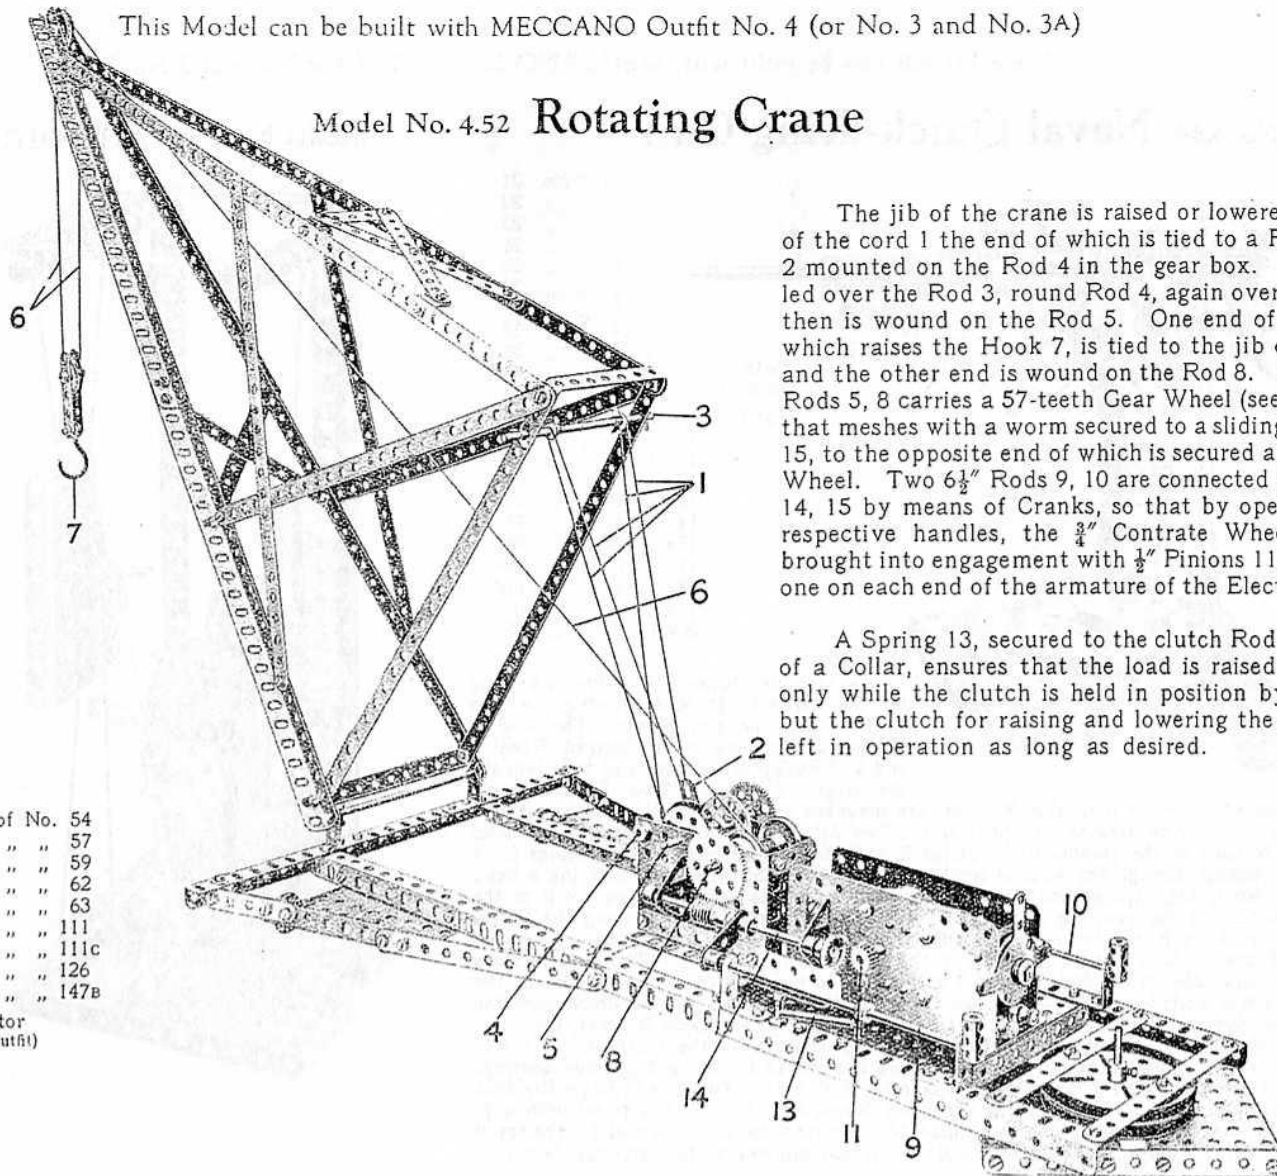 This Model can be built with MECCANO Outfit No. 4 (or No. 3 and No. 3A)
Model No. 4.52 Rotating Crane
The jib of the crane is raised or lowere
of the cord 1 the end of which is tied to a
2 mounted on the Rod 4 in the gear box.
led over the Rod 3, round Rod 4, again over
then is wound on the Rod 5. One end of
which raises the Hook 7, is tied to the jib
and the other end is wound on the Rod 8.
Rods 5, 8 carries a 57-teeth Gear Wheel (see
that meshes with a worm secured to a sliding
15, to the opposite end of which is secured a
Wheel. Two 6½″ Rods 9, 10 are connected
14, 15 by means of Cranks, so that by ope
respective handles, the ¾″ Contrate Whe
brought into engagement with ½″ Pinions 11
one on each end of the armature of the Elect
A Spring 13, secured to the clutch Rod
of a Collar, ensures that the load is raised
only while the clutch is held in position by
but the clutch for raising and lowering the
left in operation as long as desired.
6
7
3
1
6
2
of No. 54
„ „ 57
„ „ 59
„ „ 62
„ „ 63
„ „ 111
„ „ 111c
„ „ 126
„ „ 147B
tor
utfit)
10
4
5
8
14
13
11
9